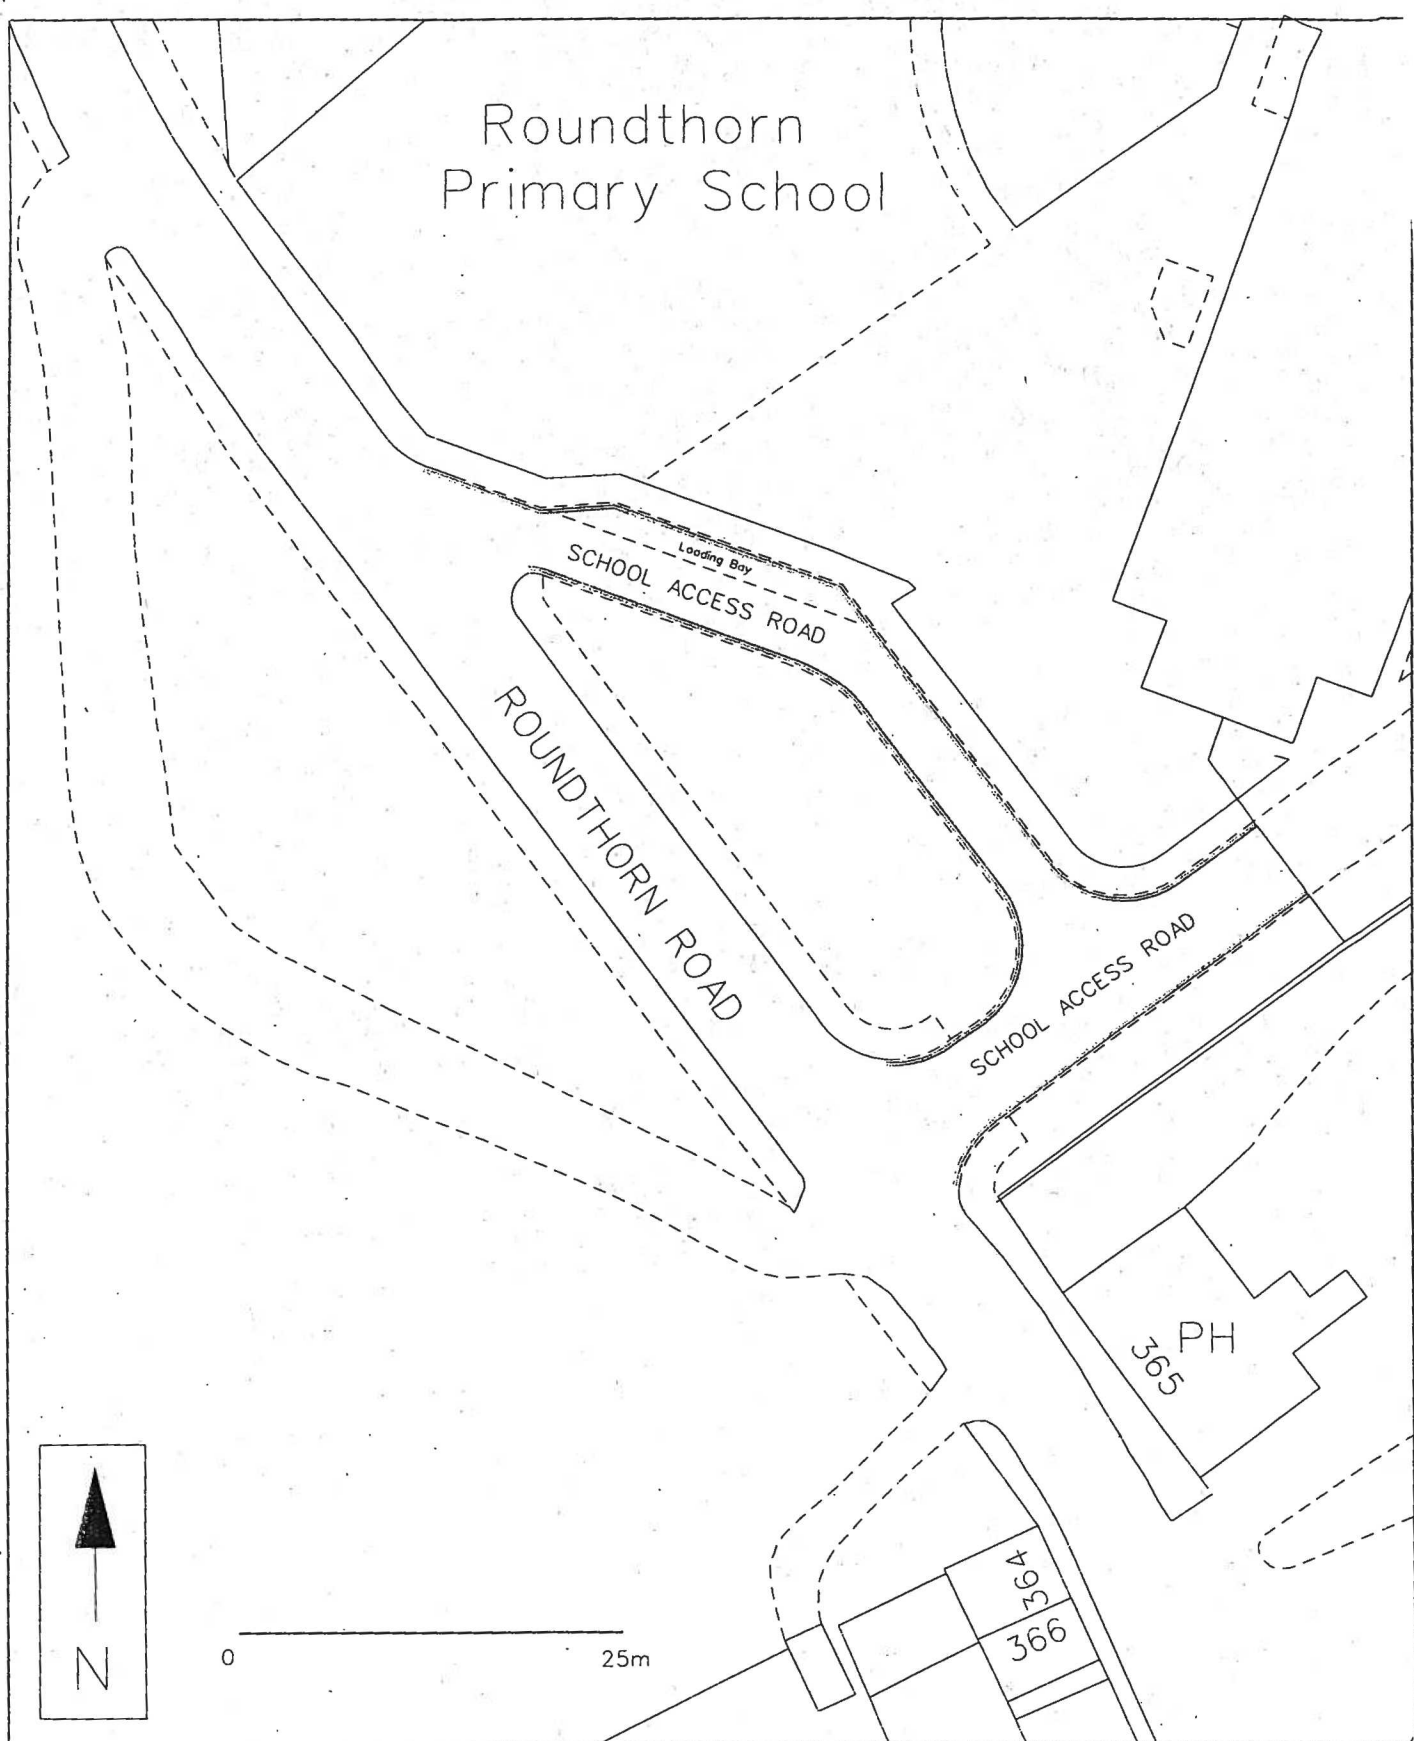 Roundthorn
Primary School
Loading Bay
SCHOOL ACCESS ROAD
ROUNDTHORN ROAD
SCHOOL ACCESS ROAD
PH
365
364
366
N
0
25m